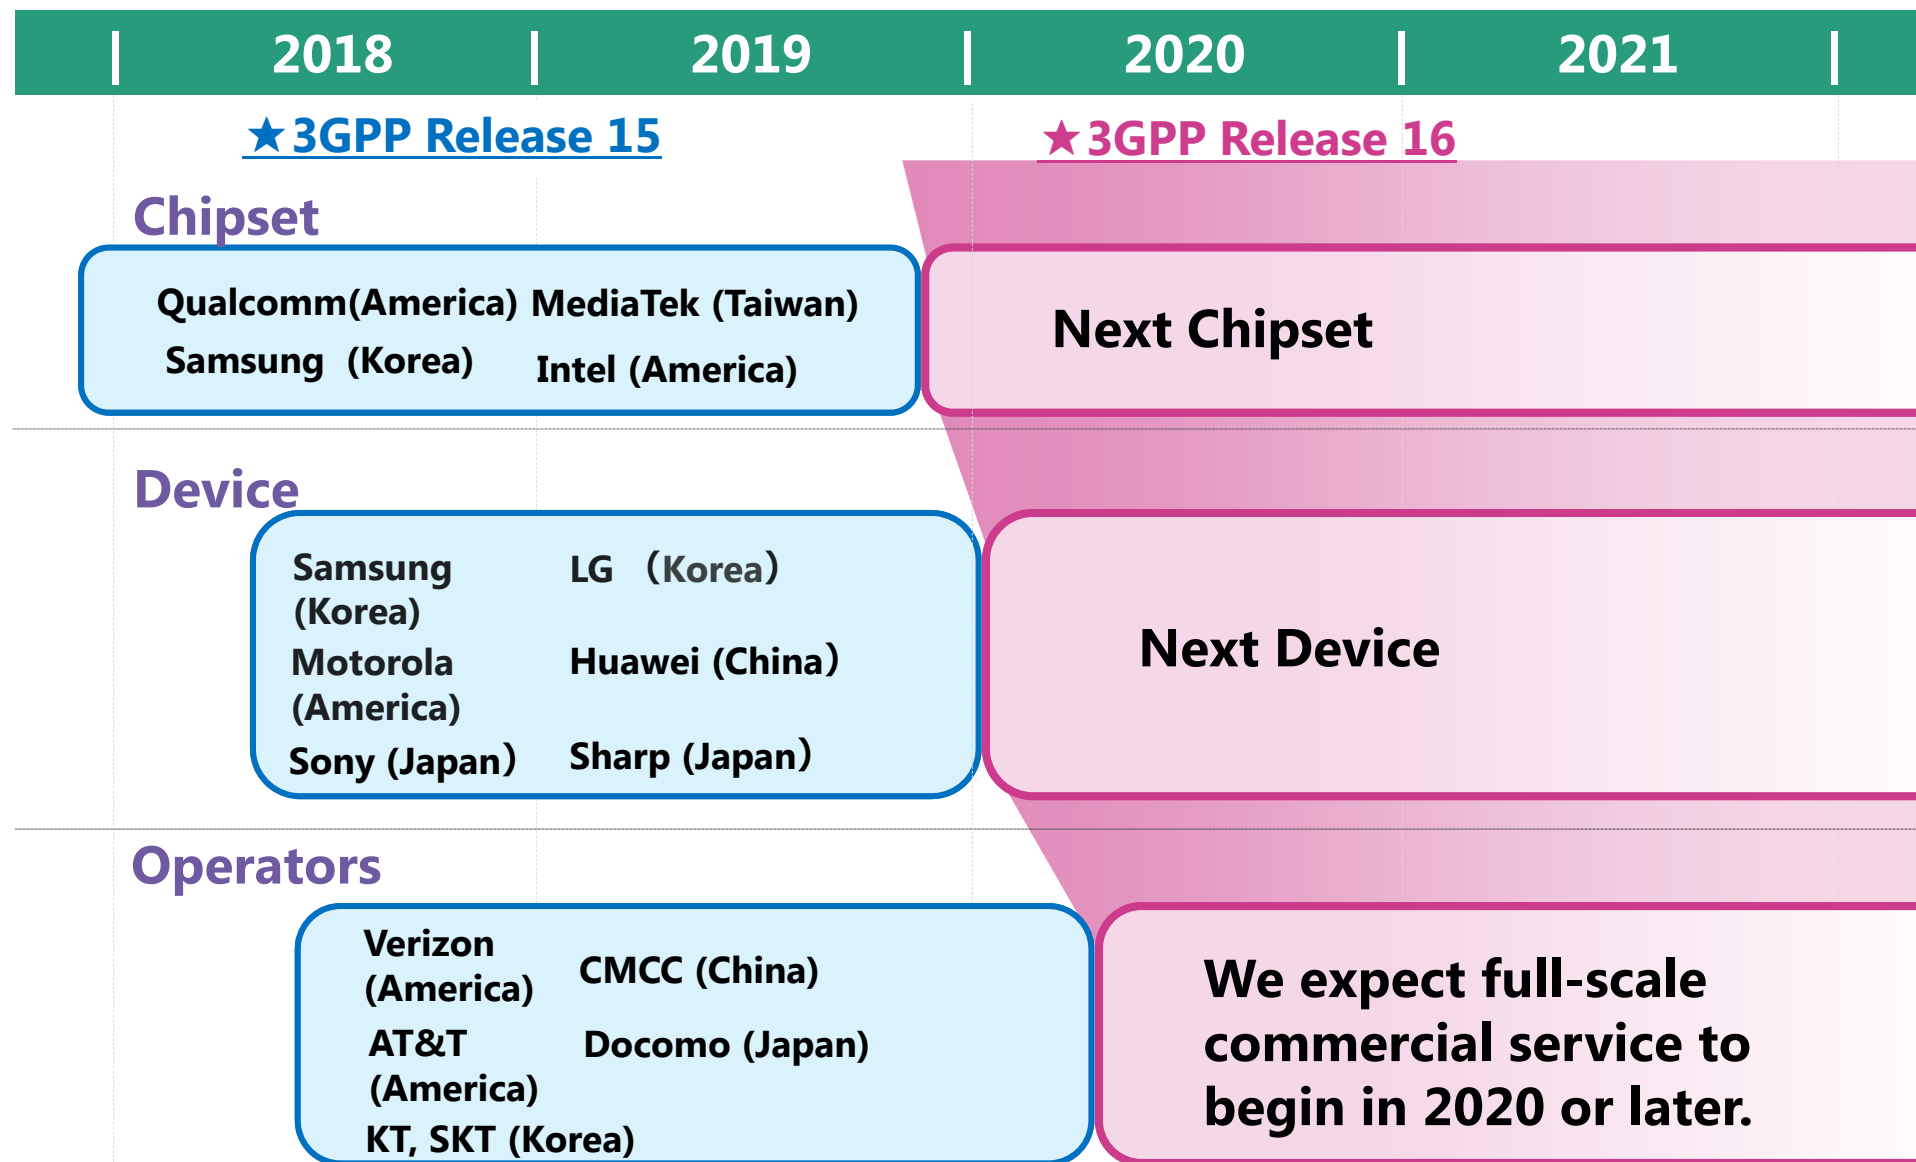 2018 2019 2020 2021
★3GPP Release 15 ★3GPP Release 16
Chipset
Qualcomm(America) MediaTek (Taiwan)
Samsung (Korea) Intel (America)
Next Chipset
Device
Samsung
(Korea)
LG （Korea）
Motorola
(America)
Huawei (China）
Sony (Japan） Sharp (Japan）
Next Device
Operators
Verizon
(America)
CMCC (China)
AT&T
(America)
Docomo (Japan)
KT, SKT (Korea)
We expect full-scale
commercial service to
begin in 2020 or later.